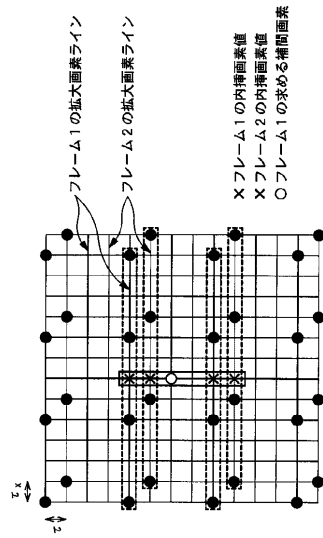 フレーム1の拡大画素ライン
フレーム2の拡大画素ライン
× フレーム1の内挿画素値
× フレーム2の内挿画素値
○ フレーム1の求める補間画素